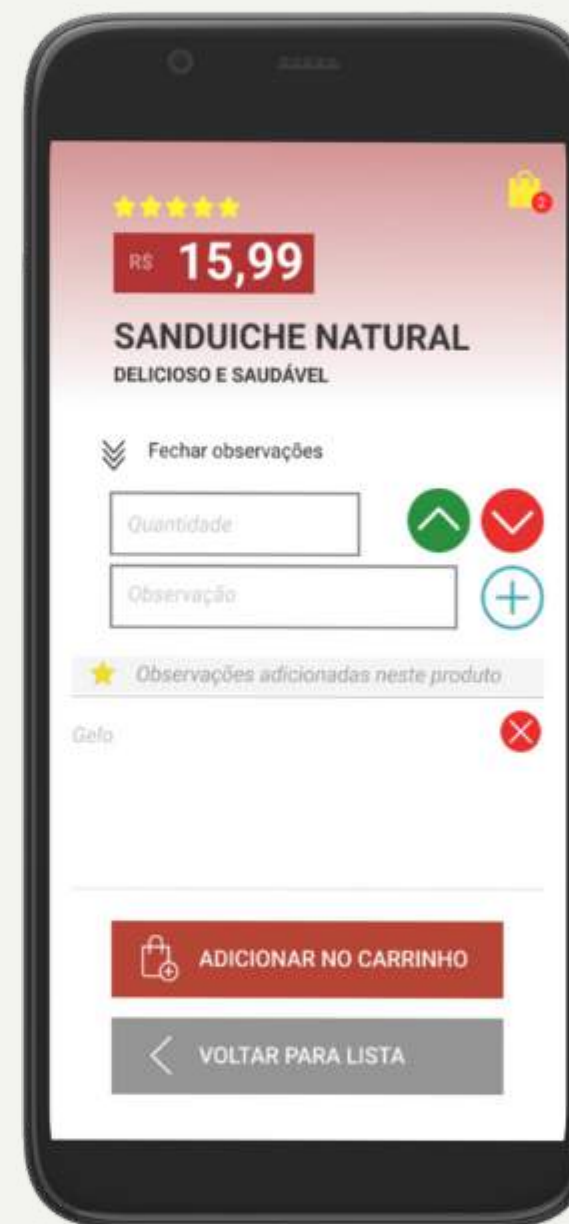 2
R$ 15,99
SANDUICHE NATURAL
DELICIOSO E SAUDÁVEL
Fechar observações
Quantidade
Observação
Observações adicionadas neste produto
Gelo
ADICIONAR NO CARRINHO
VOLTAR PARA LISTA